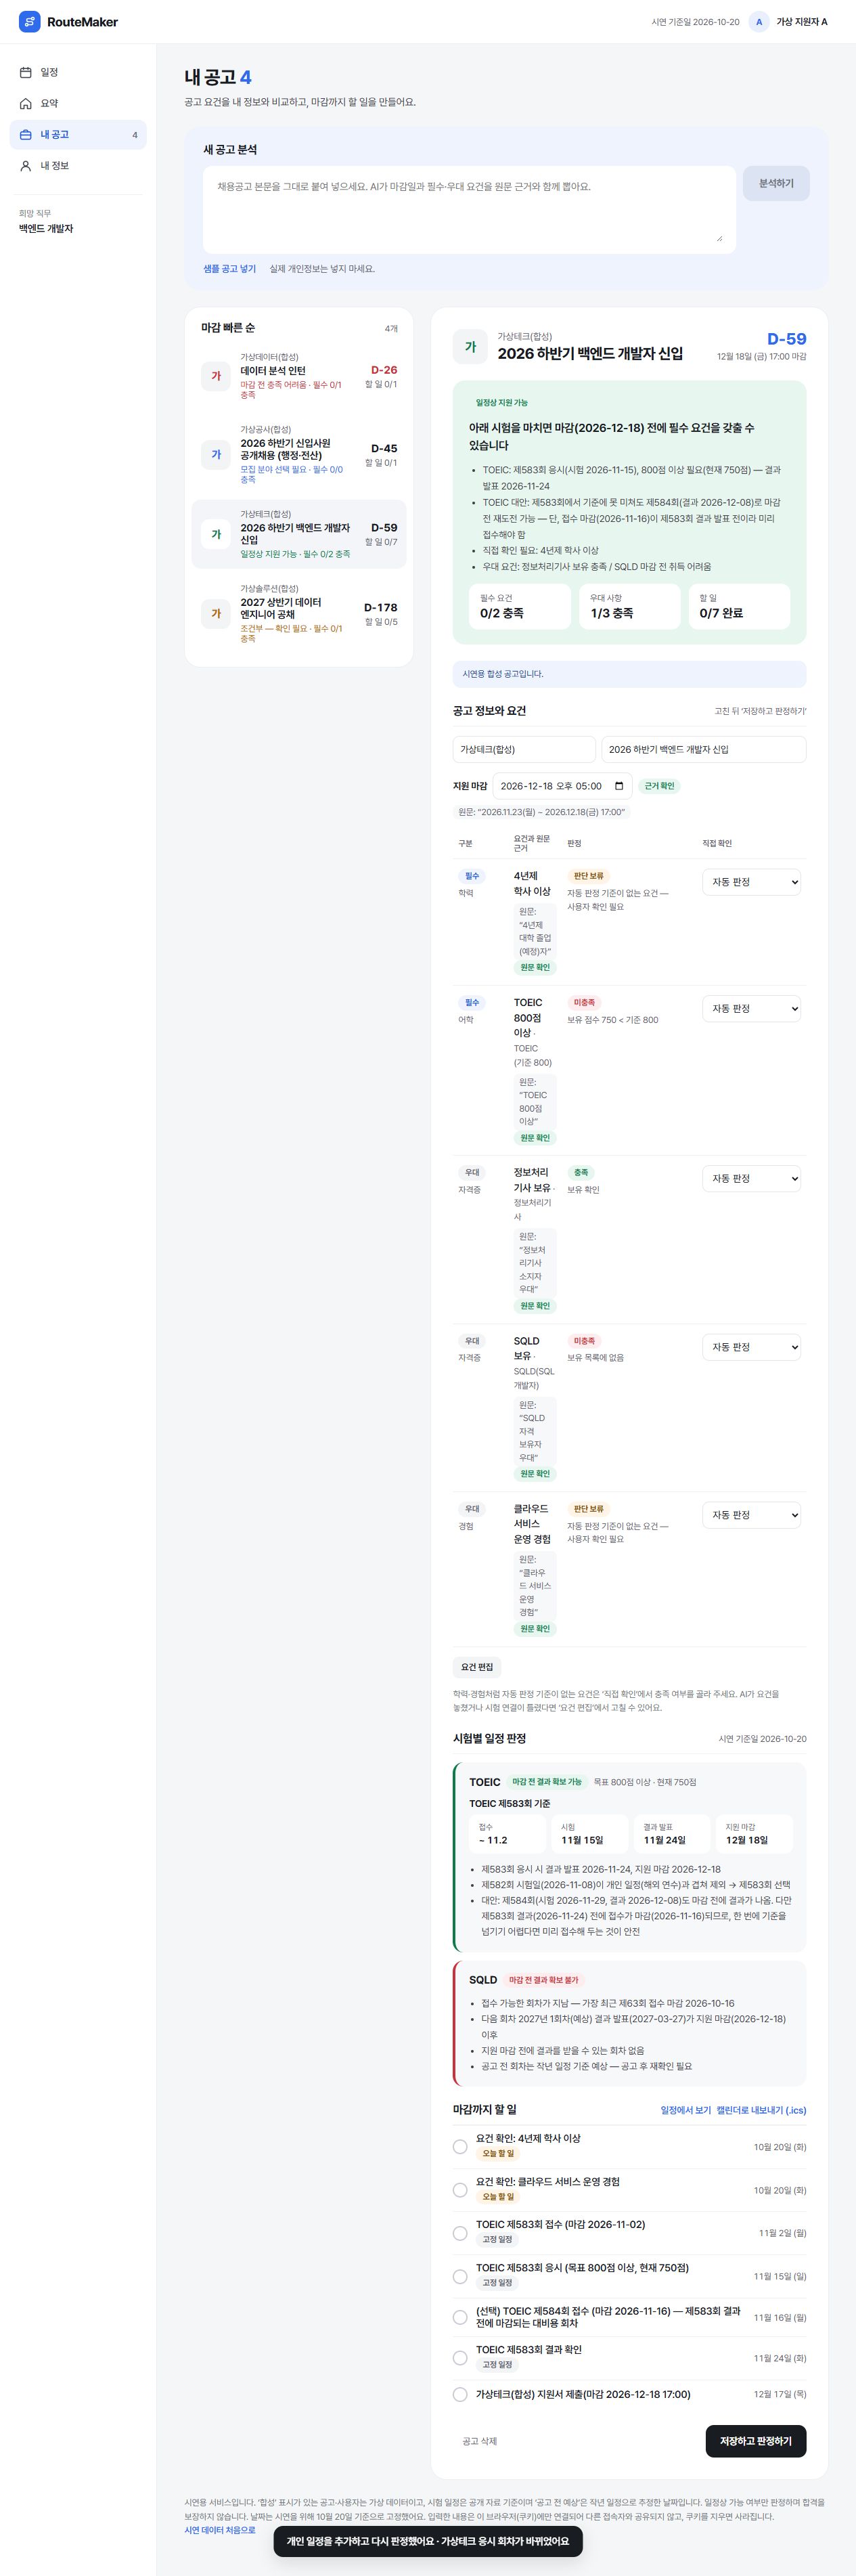 RouteMaker
시연 기준일 2026-10-20
A
가상 지원자 A
일정
요약
내 공고
4
내 정보
희망 직무
백엔드 개발자
내 공고 4
공고 요건을 내 정보와 비교하고, 마감까지 할 일을 만들어요.
새 공고 분석
채용공고 본문을 그대로 붙여 넣으세요. AI가 마감일과 필수·우대 요건을 원문 근거와 함께 뽑아요.
분석하기
샘플 공고 넣기
실제 개인정보는 넣지 마세요.
마감 빠른 순
4개
가
가상데이터(합성)
데이터 분석 인턴
마감 전 충족 어려움 · 필수 0/1
충족
D-26
할 일 0/1
가
가상공사(합성)
2026 하반기 신입사원
공개채용 (행정·전산)
모집 분야 선택 필요 · 필수 0/0
충족
D-45
할 일 0/1
가
가상테크(합성)
2026 하반기 백엔드 개발자
신입
일정상 지원 가능 · 필수 0/2 충족
D-59
할 일 0/7
가
가상솔루션(합성)
2027 상반기 데이터
엔지니어 공채
조건부 — 확인 필요 · 필수 0/1
충족
D-178
할 일 0/5
가
가상테크(합성)
2026 하반기 백엔드 개발자 신입
D-59
12월 18일 (금) 17:00 마감
일정상 지원 가능
아래 시험을 마치면 마감(2026-12-18) 전에 필수 요건을 갖출 수
있습니다
TOEIC: 제583회 응시(시험 2026-11-15), 800점 이상 필요(현재 750점) — 결과
발표 2026-11-24
TOEIC 대안: 제583회에서 기준에 못 미쳐도 제584회(결과 2026-12-08)로 마감
전 재도전 가능 — 단, 접수 마감(2026-11-16)이 제583회 결과 발표 전이라 미리
접수해야 함
직접 확인 필요: 4년제 학사 이상
우대 요건: 정보처리기사 보유 충족 / SQLD 마감 전 취득 어려움
필수 요건
0/2 충족
우대 사항
1/3 충족
할 일
0/7 완료
시연용 합성 공고입니다.
공고 정보와 요건
고친 뒤 ‘저장하고 판정하기’
가상테크(합성)
2026 하반기 백엔드 개발자 신입
지원 마감
2026-12-18 오후 05:00
근거 확인
원문: “2026.11.23(월) ~ 2026.12.18(금) 17:00”
구분
요건과 원문
근거
판정
직접 확인
필수
학력
4년제
학사 이상
원문:
“4년제
대학 졸업
(예정)자”
원문 확인
판단 보류
자동 판정 기준이 없는 요건 —
사용자 확인 필요
자동 판정
필수
어학
TOEIC
800점
이상 ·
TOEIC
(기준 800)
원문:
“TOEIC
800점
이상”
원문 확인
미충족
보유 점수 750 < 기준 800
자동 판정
우대
자격증
정보처리
기사 보유 ·
정보처리기
사
원문:
“정보처
리기사
소지자
우대”
원문 확인
충족
보유 확인
자동 판정
우대
자격증
SQLD
보유 ·
SQLD(SQL
개발자)
원문:
“SQLD
자격
보유자
우대”
원문 확인
미충족
보유 목록에 없음
자동 판정
우대
경험
클라우드
서비스
운영 경험
원문:
“클라우
드 서비스
운영
경험”
원문 확인
판단 보류
자동 판정 기준이 없는 요건 —
사용자 확인 필요
자동 판정
요건 편집
학력·경험처럼 자동 판정 기준이 없는 요건은 ‘직접 확인’에서 충족 여부를 골라 주세요. AI가 요건을
놓쳤거나 시험 연결이 틀렸다면 ‘요건 편집’에서 고칠 수 있어요.
시험별 일정 판정
시연 기준일 2026-10-20
TOEIC
마감 전 결과 확보 가능
목표 800점 이상 · 현재 750점
TOEIC 제583회 기준
접수
~ 11.2
시험
11월 15일
결과 발표
11월 24일
지원 마감
12월 18일
제583회 응시 시 결과 발표 2026-11-24, 지원 마감 2026-12-18
제582회 시험일(2026-11-08)이 개인 일정(해외 연수)과 겹쳐 제외 → 제583회 선택
대안: 제584회(시험 2026-11-29, 결과 2026-12-08)도 마감 전에 결과가 나옴. 다만
제583회 결과(2026-11-24) 전에 접수가 마감(2026-11-16)되므로, 한 번에 기준을
넘기기 어렵다면 미리 접수해 두는 것이 안전
SQLD
마감 전 결과 확보 불가
접수 가능한 회차가 지남 — 가장 최근 제63회 접수 마감 2026-10-16
다음 회차 2027년 1회차(예상) 결과 발표(2027-03-27)가 지원 마감(2026-12-18)
이후
지원 마감 전에 결과를 받을 수 있는 회차 없음
공고 전 회차는 작년 일정 기준 예상 — 공고 후 재확인 필요
마감까지 할 일
일정에서 보기
캘린더로 내보내기 (.ics)
요건 확인: 4년제 학사 이상
오늘 할 일
10월 20일 (화)
요건 확인: 클라우드 서비스 운영 경험
오늘 할 일
10월 20일 (화)
TOEIC 제583회 접수 (마감 2026-11-02)
고정 일정
11월 2일 (월)
TOEIC 제583회 응시 (목표 800점 이상, 현재 750점)
고정 일정
11월 15일 (일)
(선택) TOEIC 제584회 접수 (마감 2026-11-16) — 제583회 결과
전에 마감되는 대비용 회차
11월 16일 (월)
TOEIC 제583회 결과 확인
고정 일정
11월 24일 (화)
가상테크(합성) 지원서 제출(마감 2026-12-18 17:00)
12월 17일 (목)
공고 삭제
저장하고 판정하기
시연용 서비스입니다. ‘합성’ 표시가 있는 공고·사용자는 가상 데이터이고, 시험 일정은 공개 자료 기준이며 ‘공고 전 예상’은 작년 일정으로 추정한 날짜입니다. 일정상 가능 여부만 판정하며 합격을
보장하지 않습니다. 날짜는 시연을 위해 10월 20일 기준으로 고정했어요. 입력한 내용은 이 브라우저(쿠키)에만 연결되어 다른 접속자와 공유되지 않고, 쿠키를 지우면 사라집니다.
시연 데이터 처음으로
개인 일정을 추가하고 다시 판정했어요 · 가상테크 응시 회차가 바뀌었어요